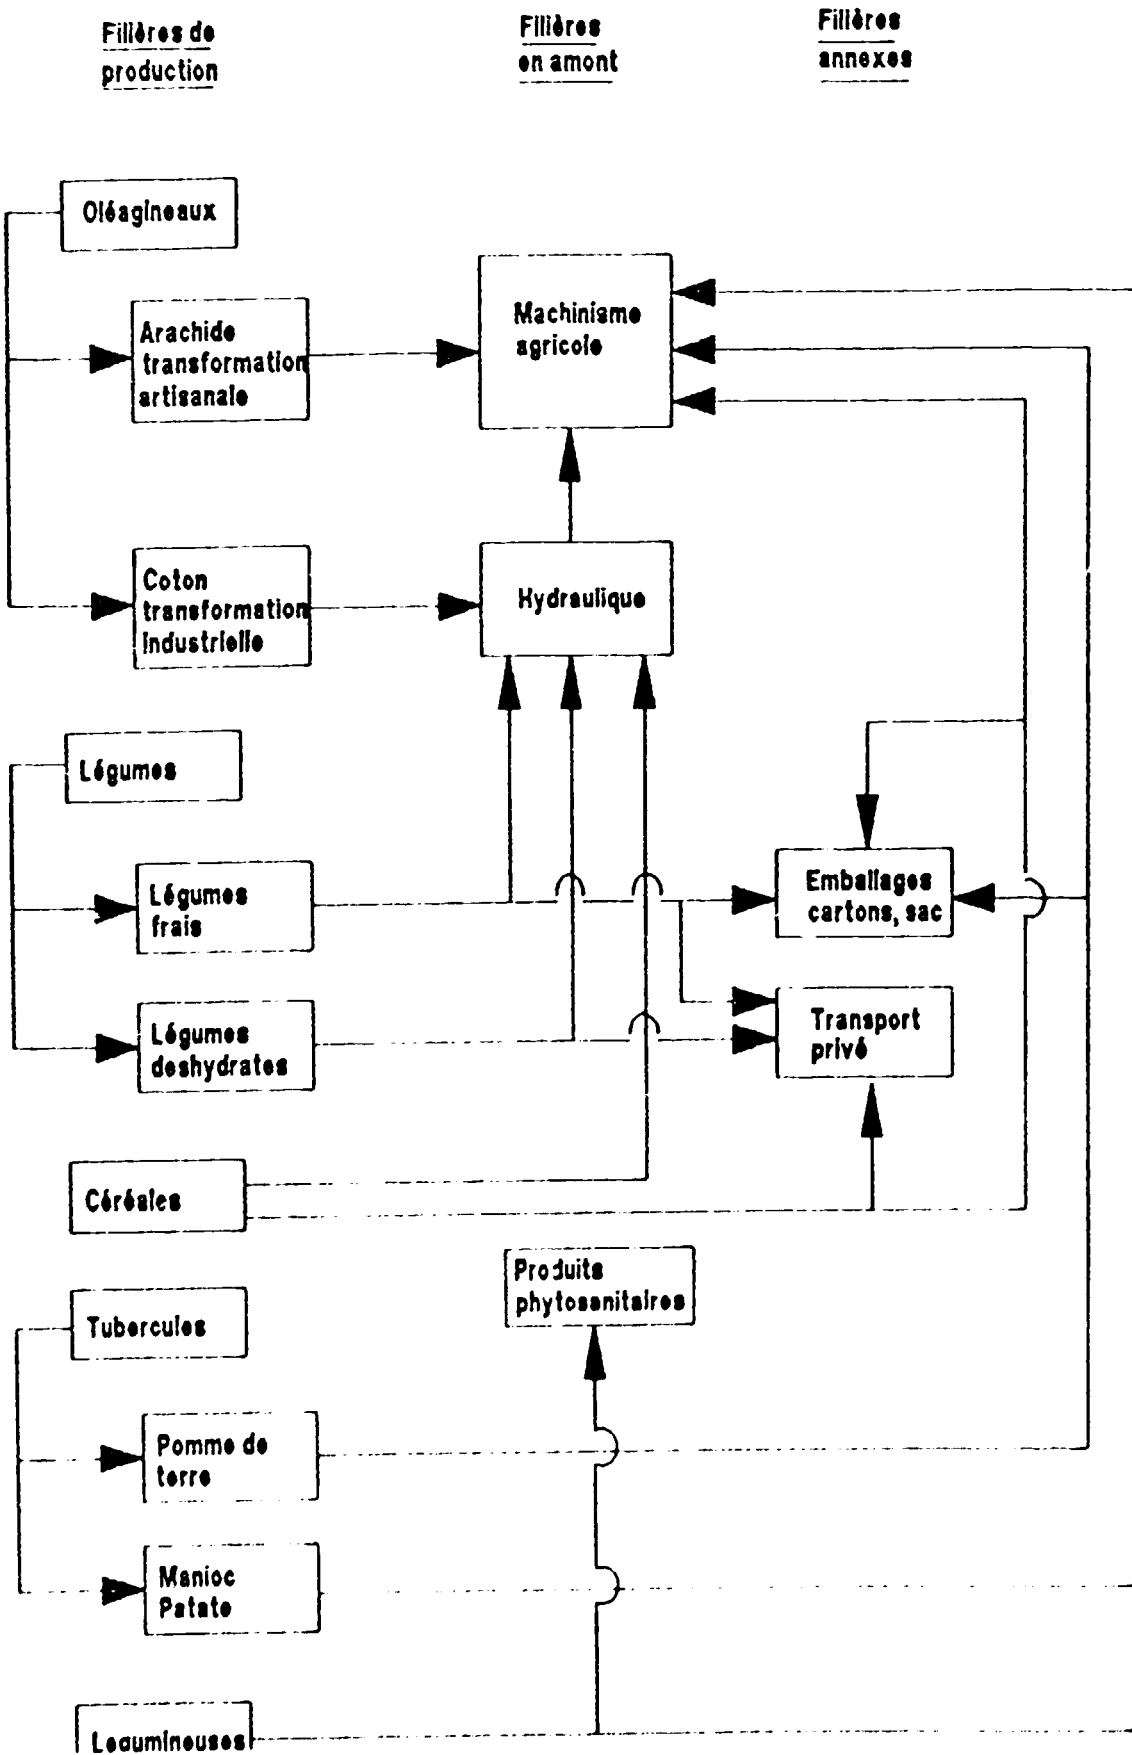 Filières de
production
Filières
en amont
Filières
annexes
Oléagineaux
Arachide
transformation
artisanale
Machinisme
agricole
Coton
transformation
industrielle
Hydraulique
Légumes
Légumes
frais
Emballages
cartons, sac
Légumes
deshydrates
Transport
privé
Céréales
Produits
phytosanitaires
Tubercules
Pomme de
terre
Manioc
Patate
Legumineuses